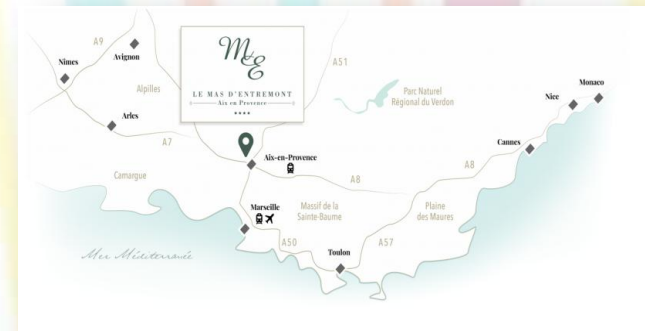 A9
Nimes
Avignon
Alpilles
Arles
A7
Camargue
ME
LE MAS D'ENTREMONT
Aix en Provence
A51
Parc Naturel
Régional du Verdon
Monaco
Nice
Cannes
Aix-en-Provence
A8
A8
Marseille
Massif de la
Sainte-Baume
Plaine
des Maures
A50
Toulon
A57
Mer Méditerranée